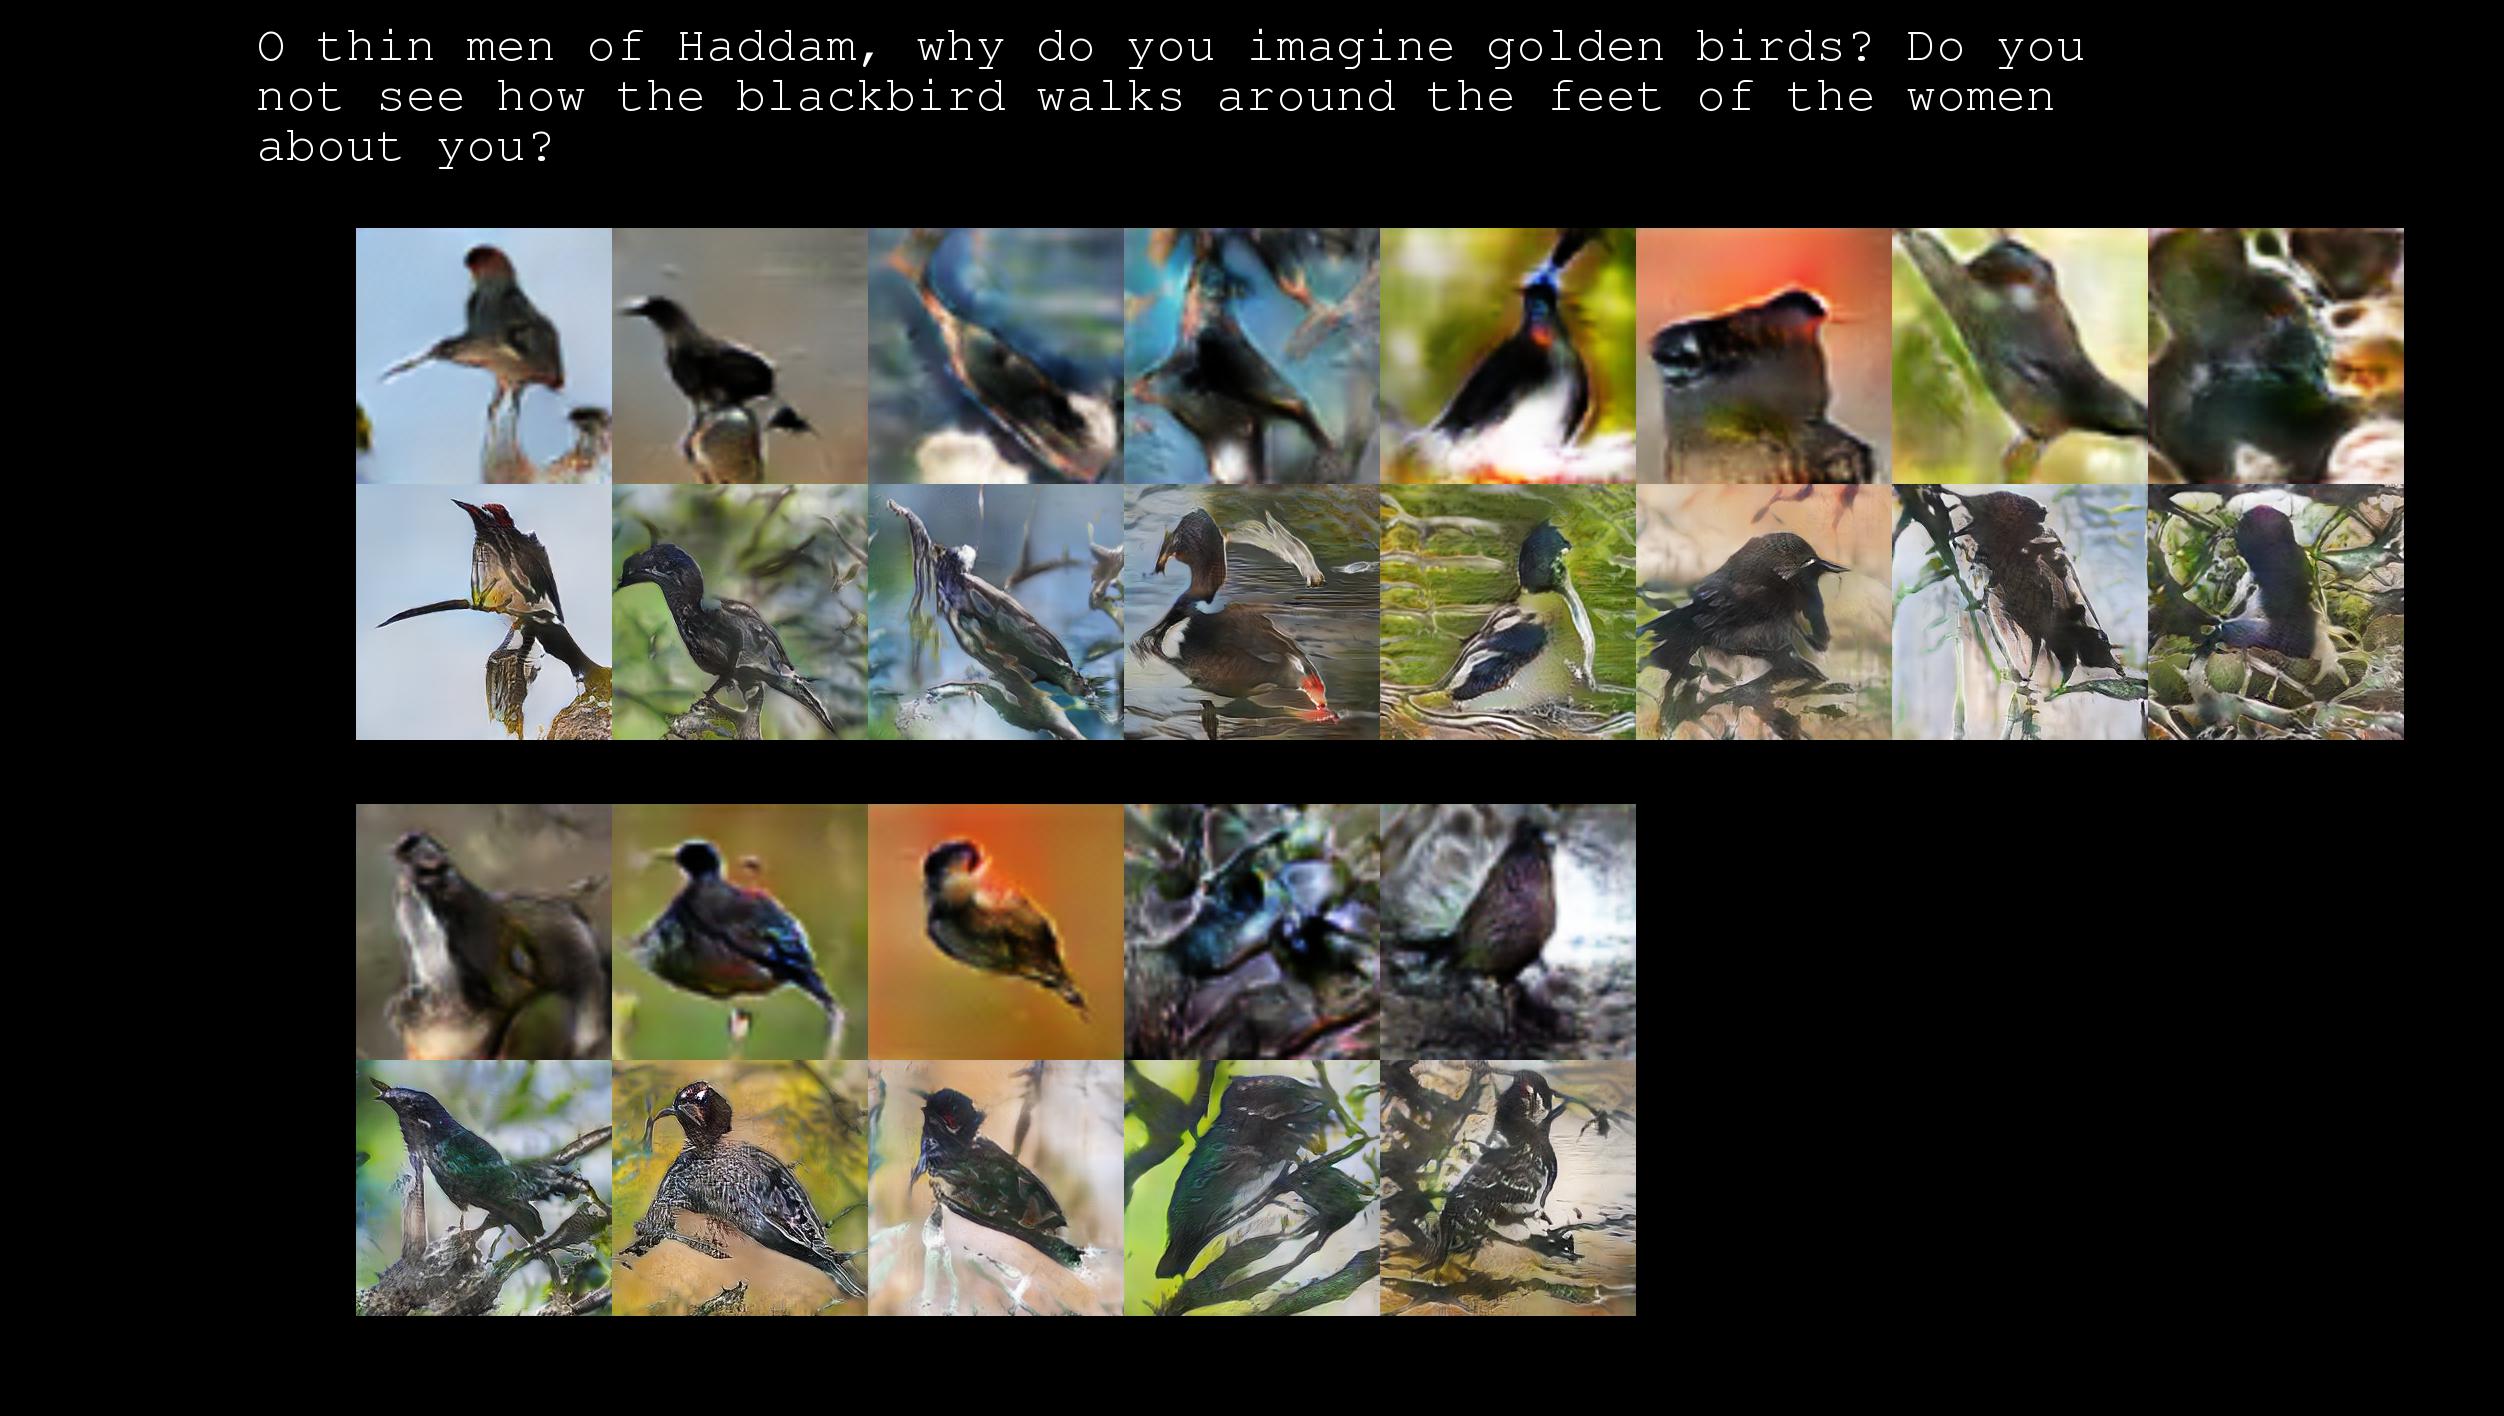 O thin men of Haddam, why do you imagine golden birds? Do you
not see how the blackbird walks around the feet of the women
about you?